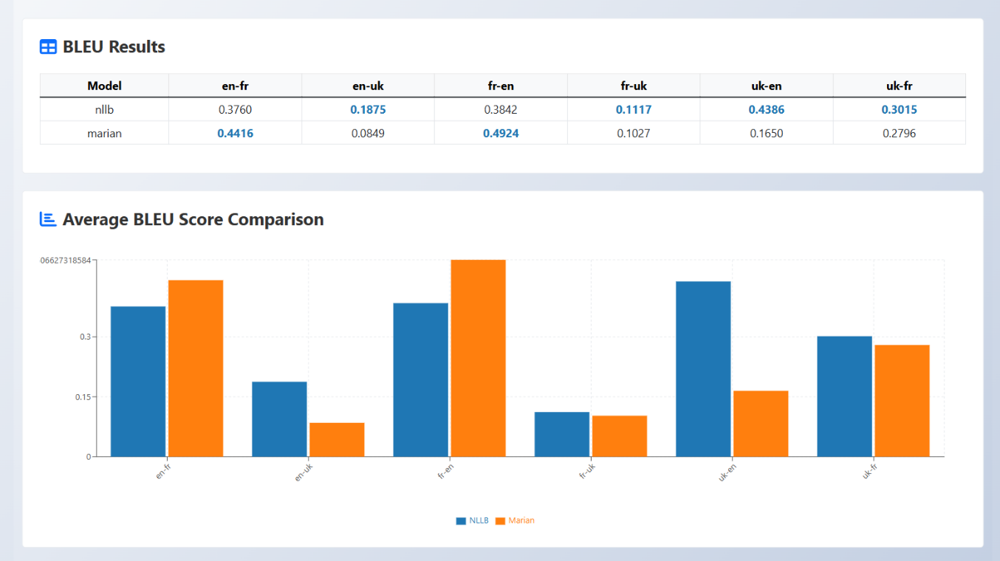 BLEU Results
Model en-fr en-uk fr-en fr-uk uk-en uk-fr
nllb 0.3760 0.1875 0.3842 0.1117 0.4386 0.3015
marian 0.4416 0.0849 0.4924 0.1027 0.1650 0.2796
Average BLEU Score Comparison
06627318584
0.3
0.15
0
en-fr en-uk fr-en fr-uk uk-en uk-fr
NLLB Marian